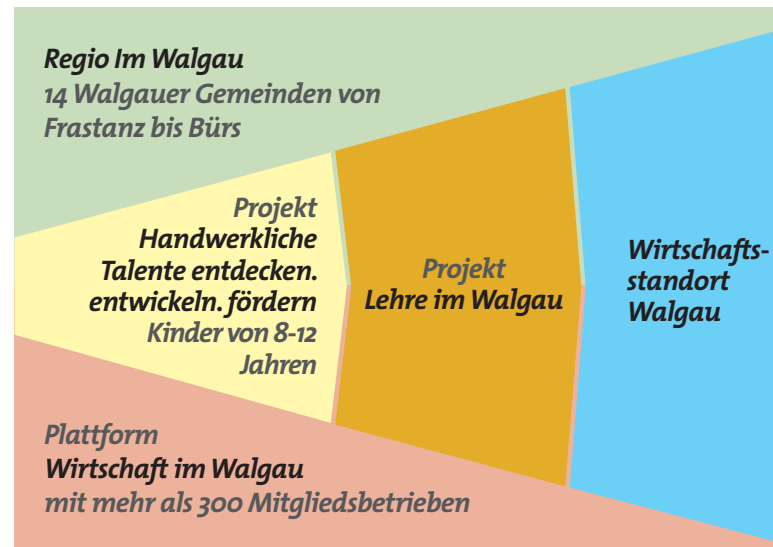 Regio Im Walgau
14 Walgauer Gemeinden von
Frastanz bis Bürs
Projekt
Handwerkliche
Talente entdecken.
entwickeln. fördern
Kinder von 8-12
Jahren
Projekt
Lehre im Walgau
Wirtschafts-
standort
Walgau
Plattform
Wirtschaft im Walgau
mit mehr als 300 Mitgliedsbetrieben